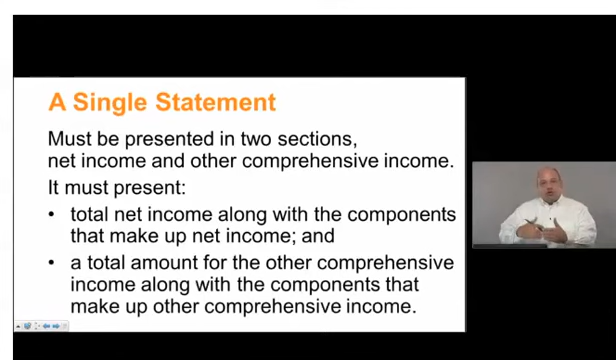 A Single Statement
Must be presented in two sections,
net income and other comprehensive income.
It must present:
• total net income along with the components
that make up net income; and
• a total amount for the other comprehensive
income along with the components that
make up other comprehensive income.